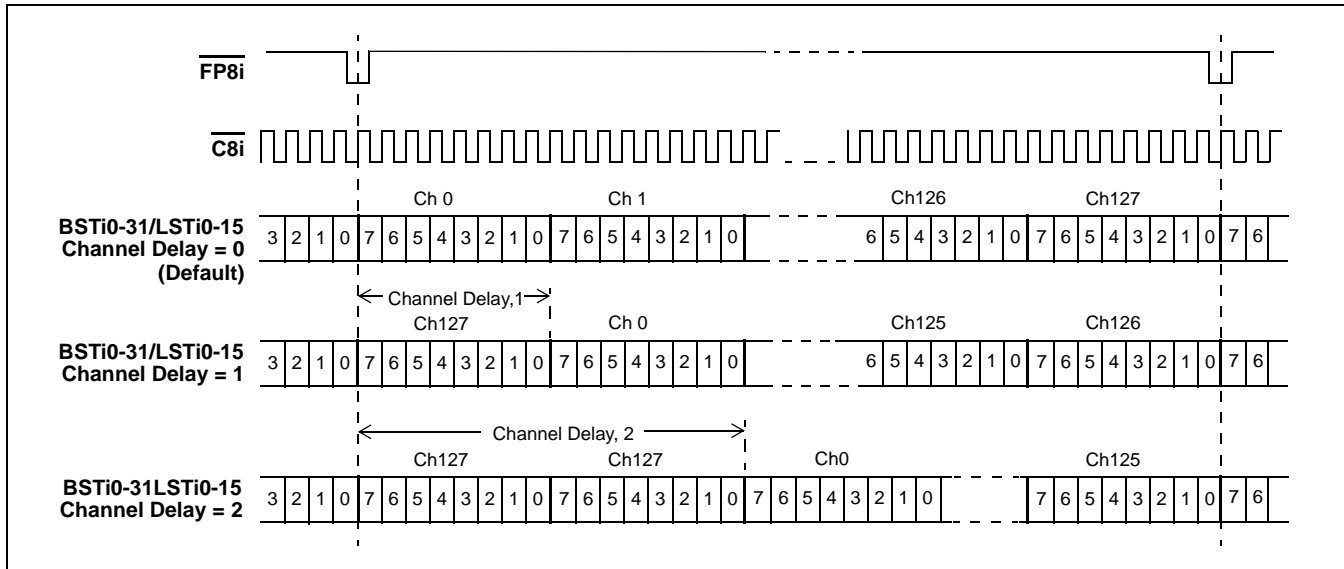 FP8i
C8i
Ch 0 Ch 1 Ch126 Ch127
BSTi0-31/LSTi0-15
Channel Delay = 0
(Default)
3 2 1 0 7 6 5 4 3 2 1 0 7 6 5 4 3 2 1 0 6 5 4 3 2 1 0 7 6 5 4 3 2 1 0 7 6
Channel Delay,1
Ch127 Ch 0 Ch125 Ch126
BSTi0-31/LSTi0-15
Channel Delay = 1
3 2 1 0 7 6 5 4 3 2 1 0 7 6 5 4 3 2 1 0 6 5 4 3 2 1 0 7 6 5 4 3 2 1 0 7 6
Channel Delay, 2
Ch127 Ch127 Ch0 Ch125
BSTi0-31LSTi0-15
Channel Delay = 2
3 2 1 0 7 6 5 4 3 2 1 0 7 6 5 4 3 2 1 0 7 6 5 4 3 2 1 0 7 6 5 4 3 2 1 0 7 6